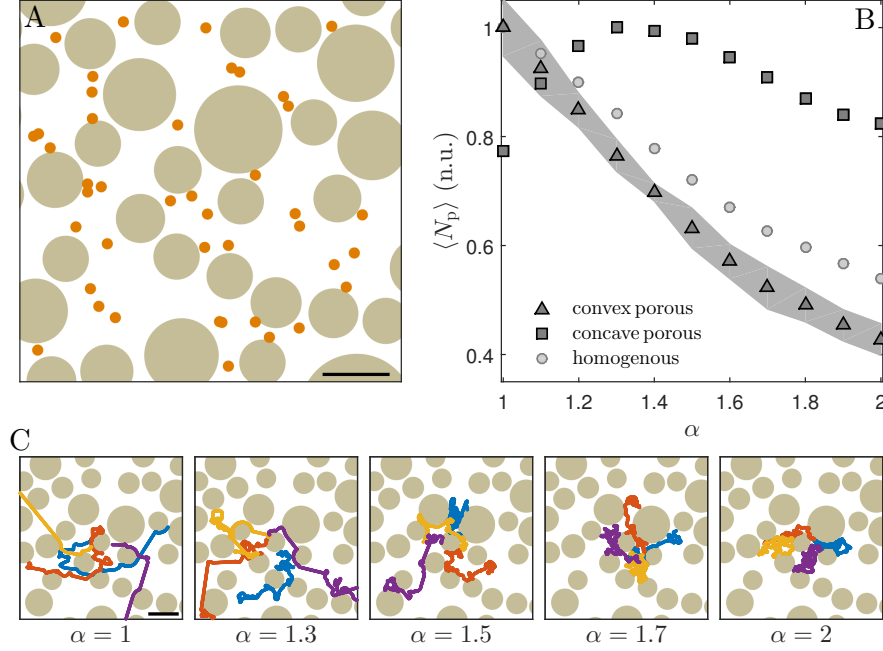 A
B
⟨Nₚ⟩ (n.u.)
1
0.8
0.6
0.4
convex porous
concave porous
homogenous
1 1.2 1.4 1.6 1.8 2
α
C
α = 1 α = 1.3 α = 1.5 α = 1.7 α = 2